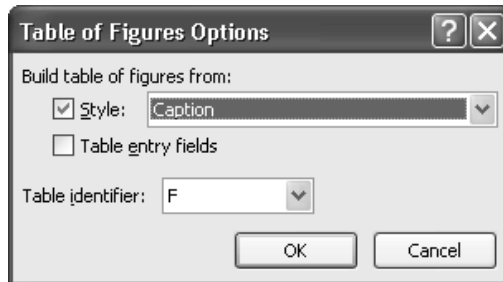 Table of Figures Options
Build table of figures from:
Style: Caption
Table entry fields
Table identifier: F
OK Cancel